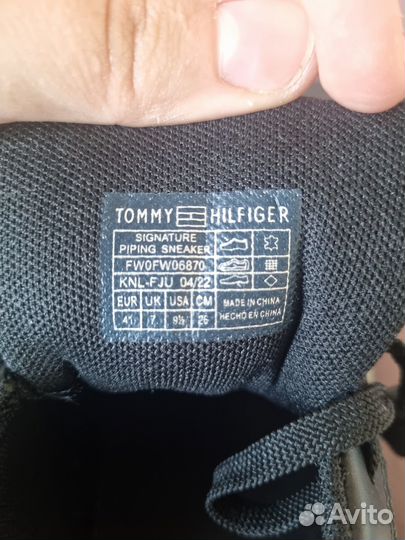 TOMMY HILFIGER
SIGNATURE
PIPING SNEAKER
FW0FW06870
KNL-FJU 04/22
EUR UK USA CM
41 7 9½ 26
MADE IN CHINA
HECHO EN CHINA
Avito